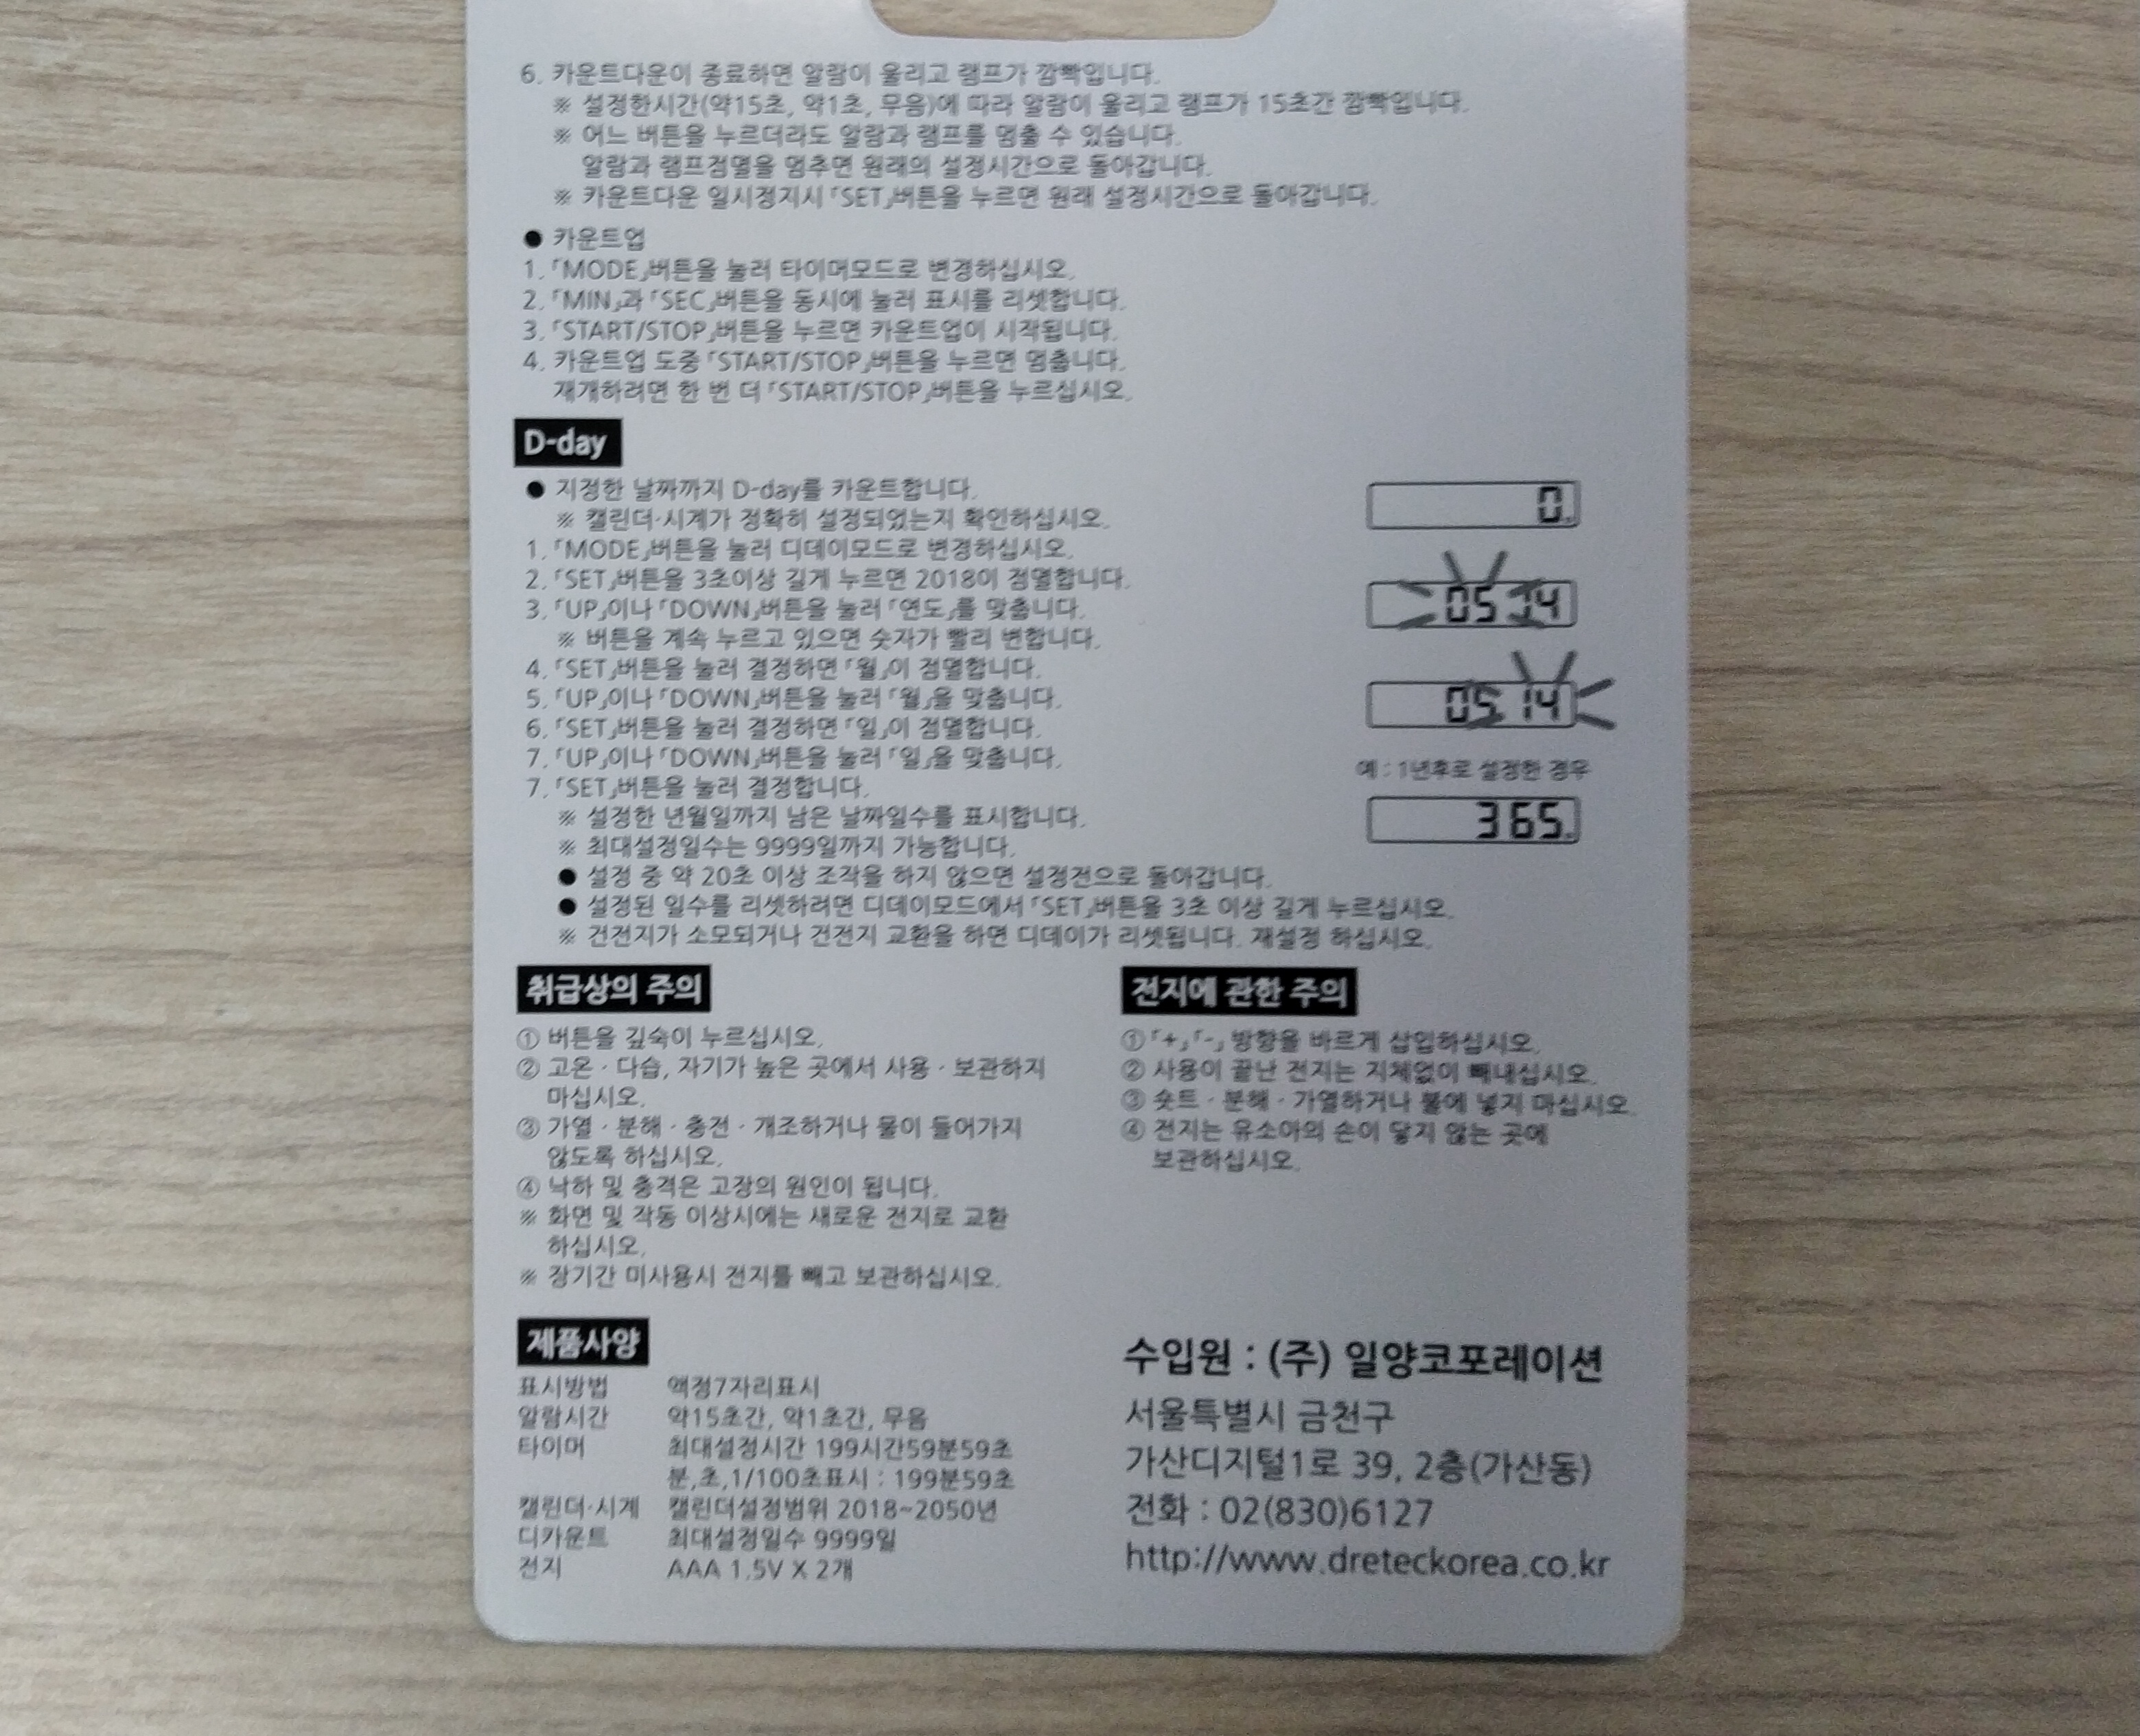 6. 카운트다운이 종료하면 알람이 울리고 램프가 깜빡입니다.
※ 설정한시간(약15초, 약1초, 무음)에 따라 알람이 울리고 램프가 15초간 깜빡입니다.
※ 어느 버튼을 누르더라도 알람과 램프를 멈출 수 있습니다.
알람과 램프점멸을 멈추면 원래의 설정시간으로 돌아갑니다.
※ 카운트다운 일시정지시 「SET」버튼을 누르면 원래 설정시간으로 돌아갑니다.
● 카운트업
1. 「MODE」버튼을 눌러 타이머모드로 변경하십시오.
2. 「MIN」과 「SEC」버튼을 동시에 눌러 표시를 리셋합니다.
3. 「START/STOP」버튼을 누르면 카운트업이 시작됩니다.
4. 카운트업 도중 「START/STOP」버튼을 누르면 멈춥니다.
재개하려면 한 번 더 「START/STOP」버튼을 누르십시오.
D-day
● 지정한 날짜까지 D-day를 카운트합니다.
※ 캘린더·시계가 정확히 설정되었는지 확인하십시오.
1. 「MODE」버튼을 눌러 디데이모드로 변경하십시오.
2. 「SET」버튼을 3초이상 길게 누르면 2018이 점멸합니다.
3. 「UP」이나 「DOWN」버튼을 눌러 「연도」를 맞춥니다.
※ 버튼을 계속 누르고 있으면 숫자가 빨리 변합니다.
4. 「SET」버튼을 눌러 결정하면 「월」이 점멸합니다.
5. 「UP」이나 「DOWN」버튼을 눌러 「월」을 맞춥니다.
6. 「SET」버튼을 눌러 결정하면 「일」이 점멸합니다.
7. 「UP」이나 「DOWN」버튼을 눌러 「일」을 맞춥니다.
7. 「SET」버튼을 눌러 결정합니다.
※ 설정한 년월일까지 남은 날짜일수를 표시합니다.
※ 최대설정일수는 9999일까지 가능합니다.
0
05 14
05 14
예 : 1년후로 설정한 경우
365
● 설정 중 약 20초 이상 조작을 하지 않으면 설정전으로 돌아갑니다.
● 설정된 일수를 리셋하려면 디데이모드에서 「SET」버튼을 3초 이상 길게 누르십시오.
※ 건전지가 소모되거나 건전지 교환을 하면 디데이가 리셋됩니다. 재설정 하십시오.
취급상의 주의
① 버튼을 깊숙이 누르십시오.
② 고온 · 다습, 자기가 높은 곳에서 사용 · 보관하지
마십시오.
③ 가열 · 분해 · 충전 · 개조하거나 물이 들어가지
않도록 하십시오.
④ 낙하 및 충격은 고장의 원인이 됩니다.
※ 화면 및 작동 이상시에는 새로운 전지로 교환
하십시오.
※ 장기간 미사용시 전지를 빼고 보관하십시오.
전지에 관한 주의
① 「+」「-」 방향을 바르게 삽입하십시오.
② 사용이 끝난 전지는 지체없이 빼내십시오.
③ 숏트 · 분해 · 가열하거나 불에 넣지 마십시오.
④ 전지는 유소아의 손이 닿지 않는 곳에
보관하십시오.
제품사양
표시방법 액정7자리표시
알람시간 약15초간, 약1초간, 무음
타이머 최대설정시간 199시간59분59초
분,초,1/100초표시 : 199분59초
캘린더·시계 캘린더설정범위 2018~2050년
디카운트 최대설정일수 9999일
전지 AAA 1.5V X 2개
수입원 : (주) 일양코포레이션
서울특별시 금천구
가산디지털1로 39, 2층(가산동)
전화 : 02(830)6127
http://www.dreteckorea.co.kr